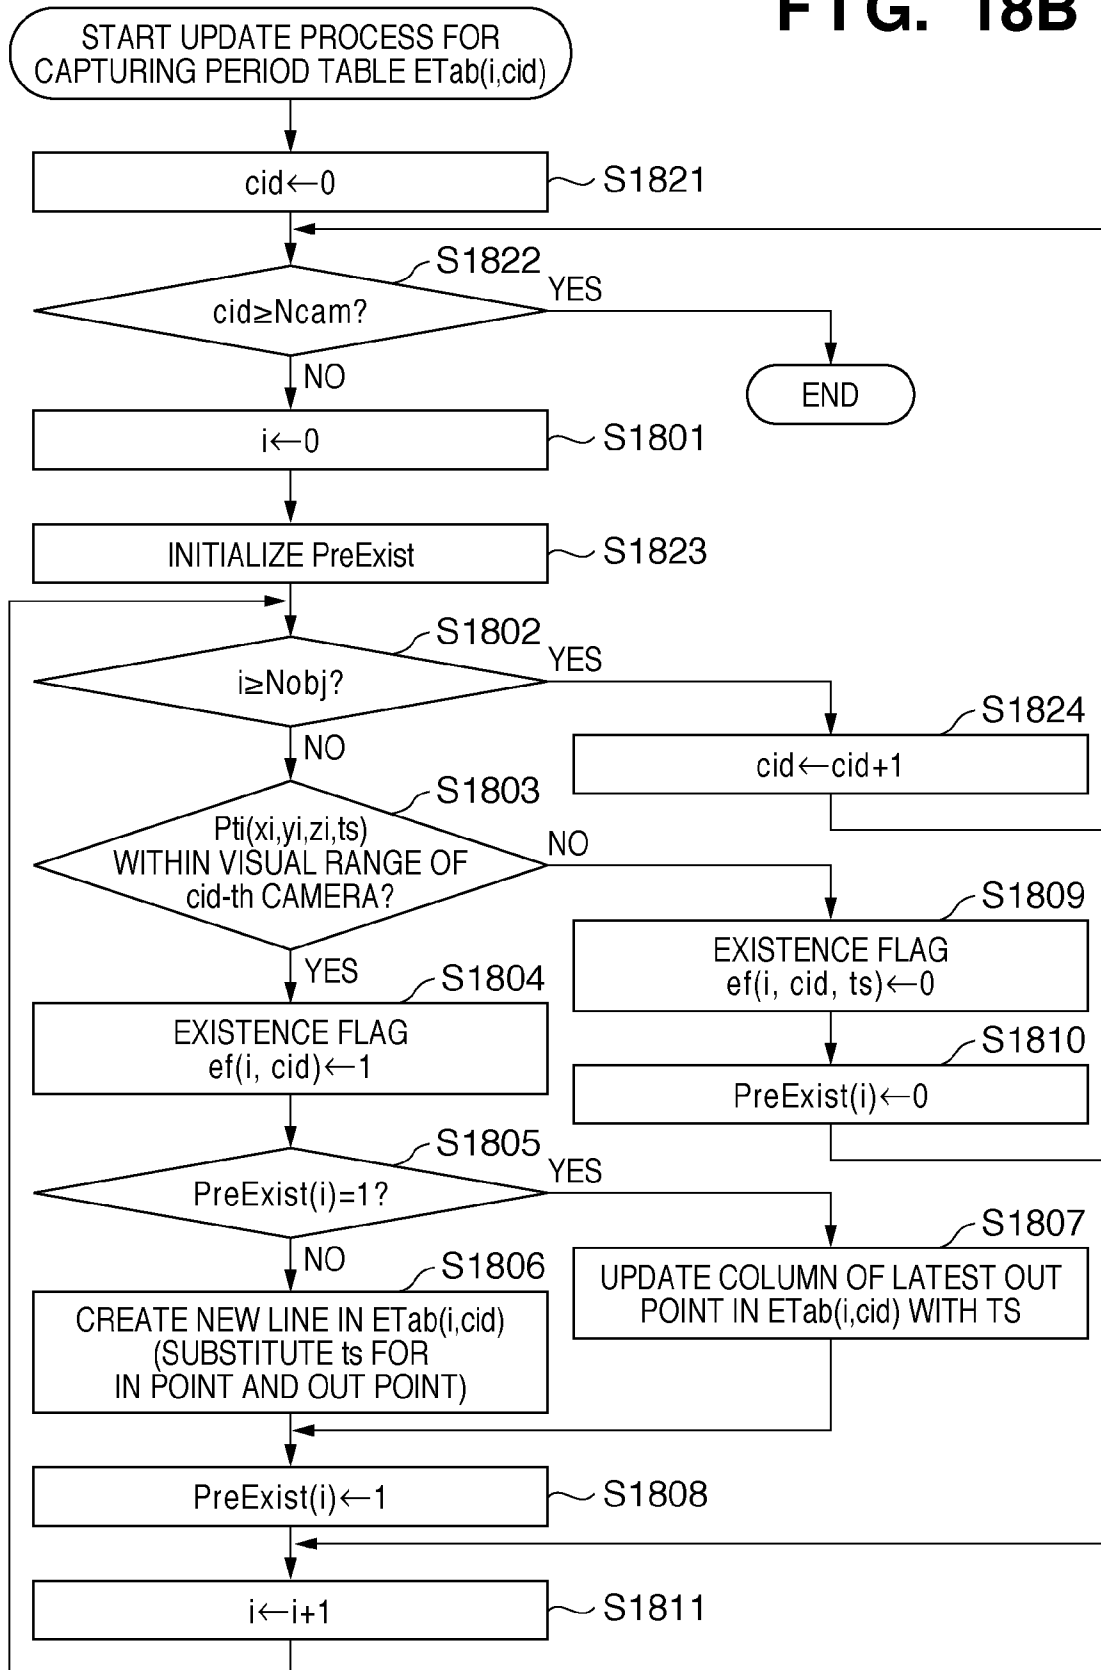 FIG. 18B
START UPDATE PROCESS FOR
CAPTURING PERIOD TABLE ETab(i,cid)
cid←0
S1821
S1822
cid≥Ncam?
YES
NO
END
i←0
S1801
INITIALIZE PreExist
S1823
S1802
i≥Nobj?
YES
NO
S1824
cid←cid+1
S1803
Pti(xi,yi,zi,ts)
WITHIN VISUAL RANGE OF
cid-th CAMERA?
NO
YES
S1809
EXISTENCE FLAG
ef(i, cid, ts)←0
S1804
EXISTENCE FLAG
ef(i, cid)←1
S1810
PreExist(i)←0
S1805
PreExist(i)=1?
YES
NO
S1807
UPDATE COLUMN OF LATEST OUT
POINT IN ETab(i,cid) WITH TS
S1806
CREATE NEW LINE IN ETab(i,cid)
(SUBSTITUTE ts FOR
IN POINT AND OUT POINT)
PreExist(i)←1
S1808
i←i+1
S1811